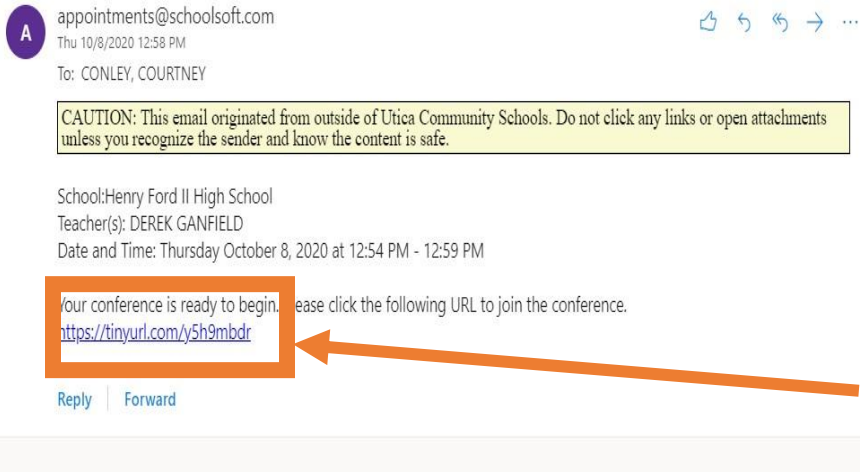 A
appointments@schoolsoft.com
Thu 10/8/2020 12:58 PM
To: CONLEY, COURTNEY
CAUTION: This email originated from outside of Utica Community Schools. Do not click any links or open attachments
unless you recognize the sender and know the content is safe.
School:Henry Ford II High School
Teacher(s): DEREK GANFIELD
Date and Time: Thursday October 8, 2020 at 12:54 PM - 12:59 PM
Your conference is ready to begin. Please click the following URL to join the conference.
https://tinyurl.com/y5h9mbdr
Reply
Forward